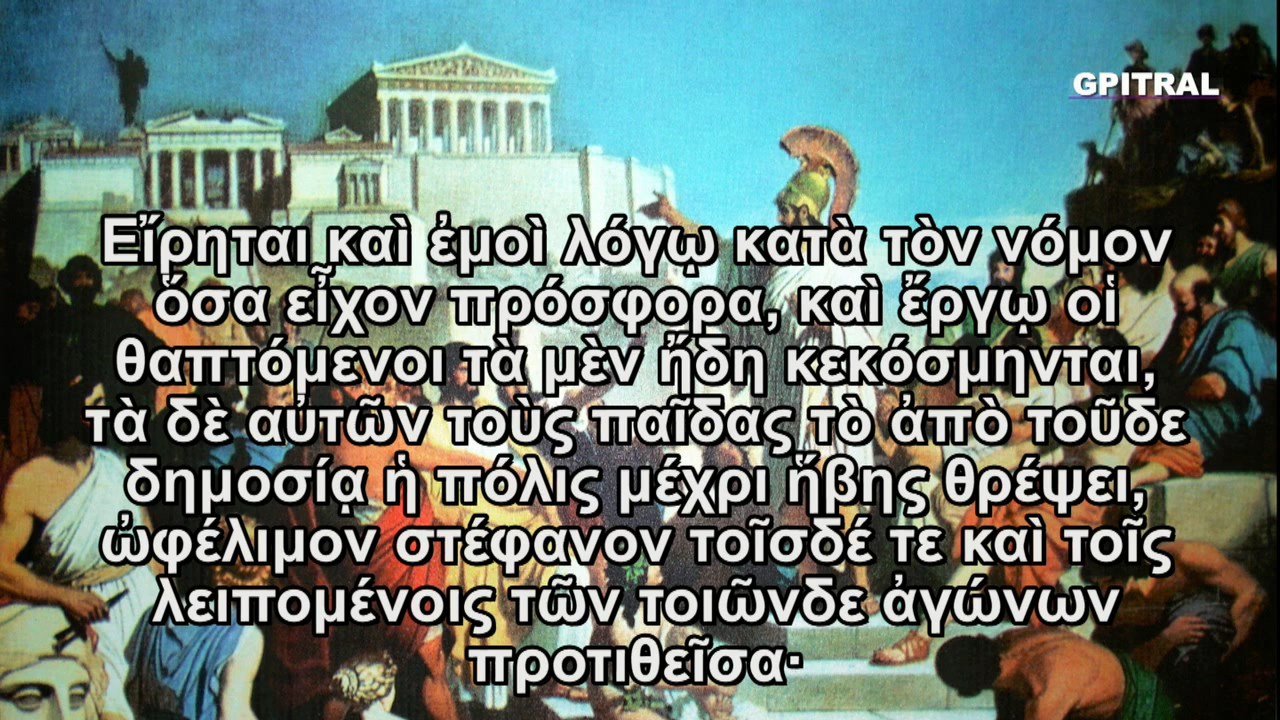 GPITRAL
Εἴρηται καὶ ἐμοὶ λόγῳ κατὰ τὸν νόμον
ὅσα εἶχον πρόσφορα, καὶ ἔργῳ οἱ
θαπτόμενοι τὰ μὲν ἤδη κεκόσμηνται,
τὰ δὲ αὐτῶν τοὺς παῖδας τὸ ἀπὸ τοῦδε
δημοσίᾳ ἡ πόλις μέχρι ἥβης θρέψει,
ὠφέλιμον στέφανον τοῖσδέ τε καὶ τοῖς
λειπομένοις τῶν τοιῶνδε ἀγώνων
προτιθεῖσα·